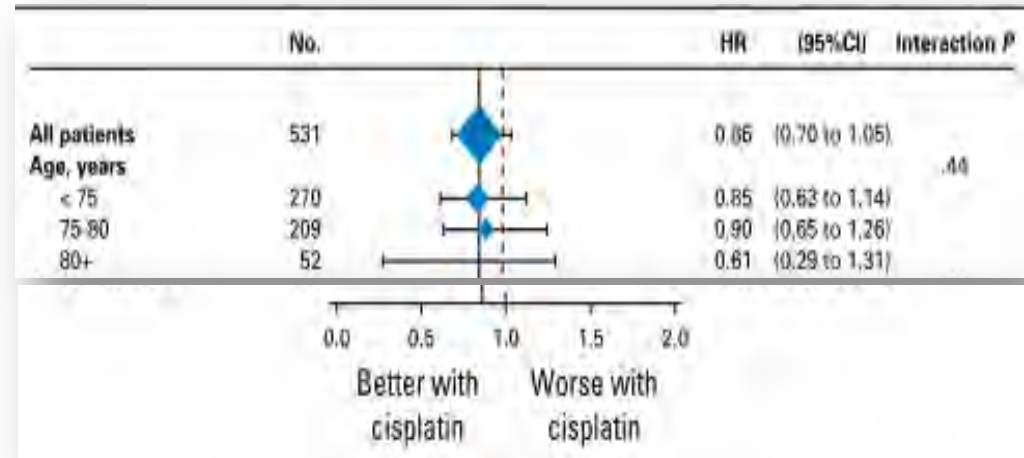 No. HR (95%CI) Interaction P
All patients 531 0.86 (0.70 to 1.05)
Age, years .44
< 75 270 0.85 (0.63 to 1.14)
75-80 209 0.90 (0.65 to 1.26)
80+ 52 0.61 (0.29 to 1.31)
0.0 0.5 1.0 1.5 2.0
Better with Worse with
cisplatin cisplatin